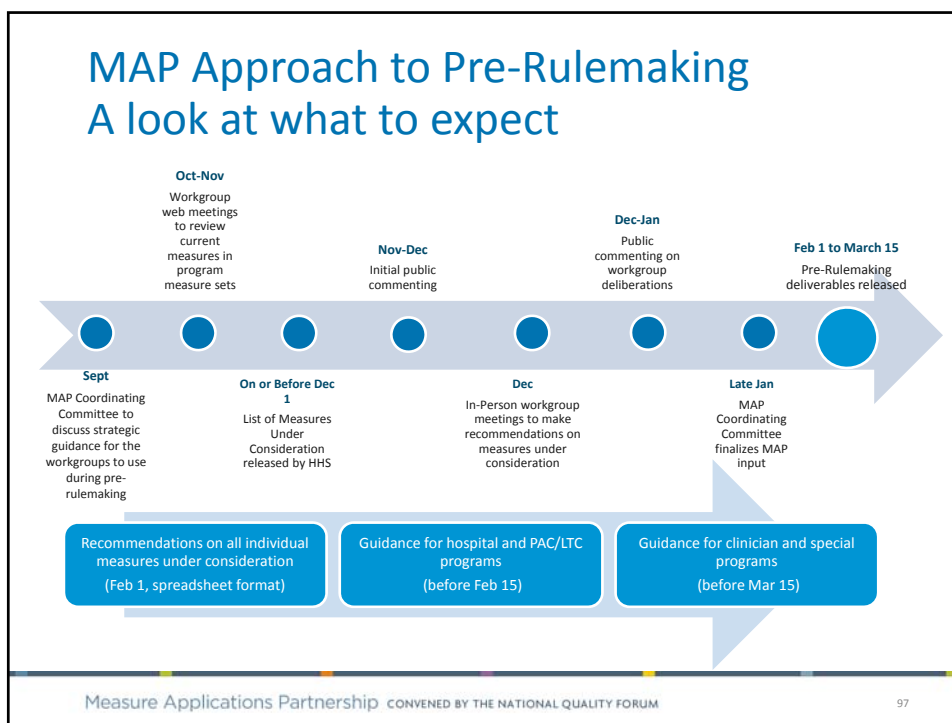 MAP Approach to Pre-Rulemaking
A look at what to expect
Oct-Nov
Workgroup
web meetings
to review
current
measures in
program
measure sets
Nov-Dec
Initial public
commenting
Dec-Jan
Public
commenting on
workgroup
deliberations
Feb 1 to March 15
Pre-Rulemaking
deliverables released
Sept
MAP Coordinating
Committee to
discuss strategic
guidance for the
workgroups to use
during pre-
rulemaking
On or Before Dec
1
List of Measures
Under
Consideration
released by HHS
Dec
In-Person workgroup
meetings to make
recommendations on
measures under
consideration
Late Jan
MAP
Coordinating
Committee
finalizes MAP
input
Recommendations on all individual
measures under consideration
(Feb 1, spreadsheet format)
Guidance for hospital and PAC/LTC
programs
(before Feb 15)
Guidance for clinician and special
programs
(before Mar 15)
Measure Applications Partnership CONVENED BY THE NATIONAL QUALITY FORUM
97